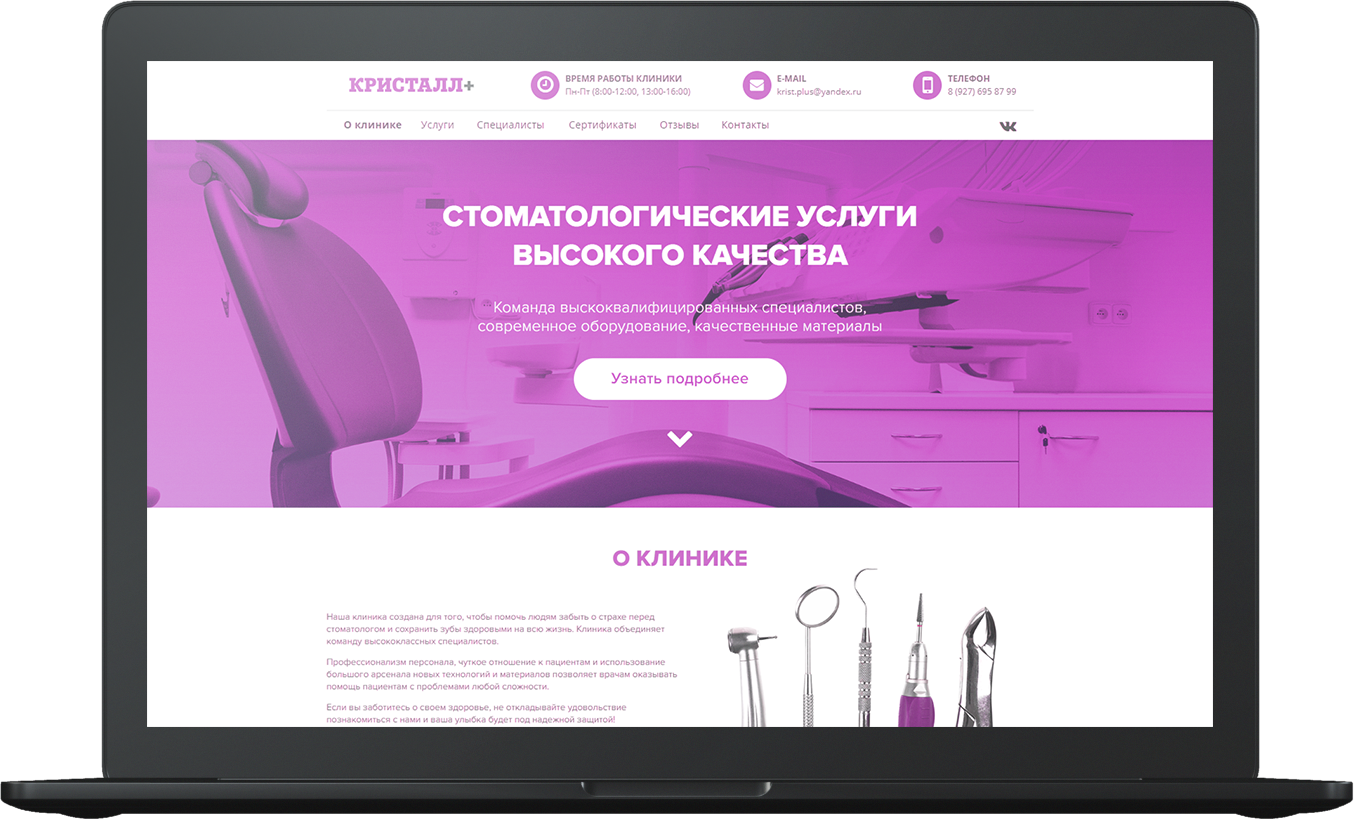 КРИСТАЛЛ+
ВРЕМЯ РАБОТЫ КЛИНИКИ
Пн-Пт (8:00-12:00, 13:00-16:00)
E-MAIL
krist.plus@yandex.ru
ТЕЛЕФОН
8 (927) 695 87 99
О клинике Услуги Специалисты Сертификаты Отзывы Контакты
СТОМАТОЛОГИЧЕСКИЕ УСЛУГИ
ВЫСОКОГО КАЧЕСТВА
Команда выскоквалифицированных специалистов,
современное оборудование, качественные материалы
Узнать подробнее
О КЛИНИКЕ
Наша клиника создана для того, чтобы помочь людям забыть о страхе перед
стоматологом и сохранить зубы здоровыми на всю жизнь. Клиника объединяет
команду высококлассных специалистов.
Профессионализм персонала, чуткое отношение к пациентам и использование
большого арсенала новых технологий и материалов позволяет врачам оказывать
помощь пациентам с проблемами любой сложности.
Если вы заботитесь о своем здоровье, не откладывайте удовольствие
познакомиться с нами и ваша улыбка будет под надежной защитой!